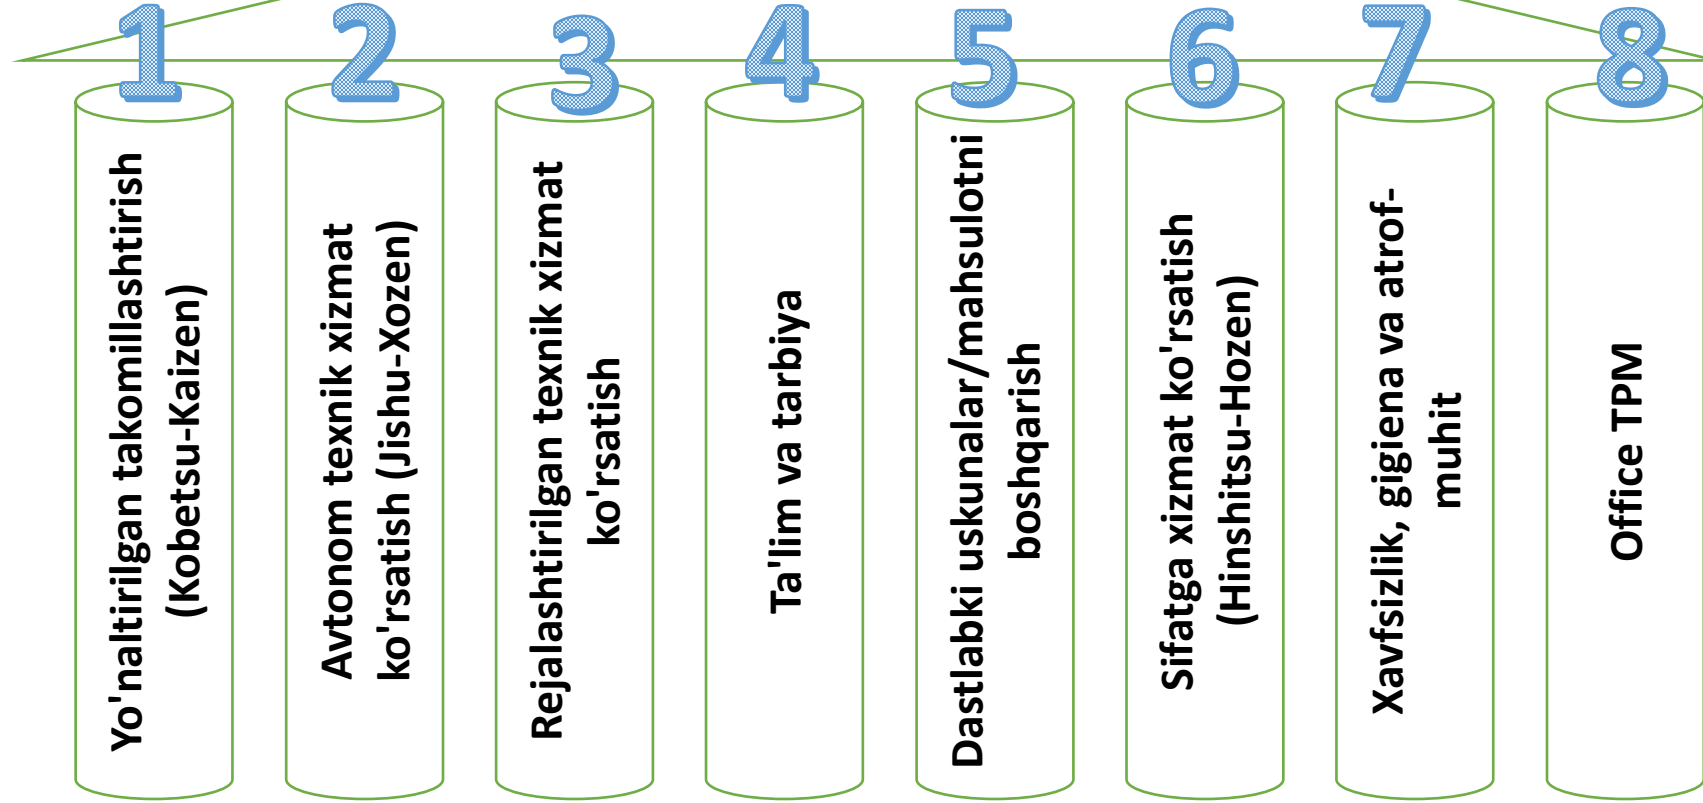 1
Yo'naltirilgan takomillashtirish
(Kobetsu-Kaizen)
2
Avtonom texnik xizmat
ko'rsatish (Jishu-Xozen)
3
Rejalashtirilgan texnik xizmat
ko'rsatish
4
Ta'lim va tarbiya
5
Dastlabki uskunalar/mahsulotni
boshqarish
6
Sifatga xizmat ko'rsatish
(Hinshitsu-Hozen)
7
Xavfsizlik, gigiena va atrof-
muhit
8
Office TPM